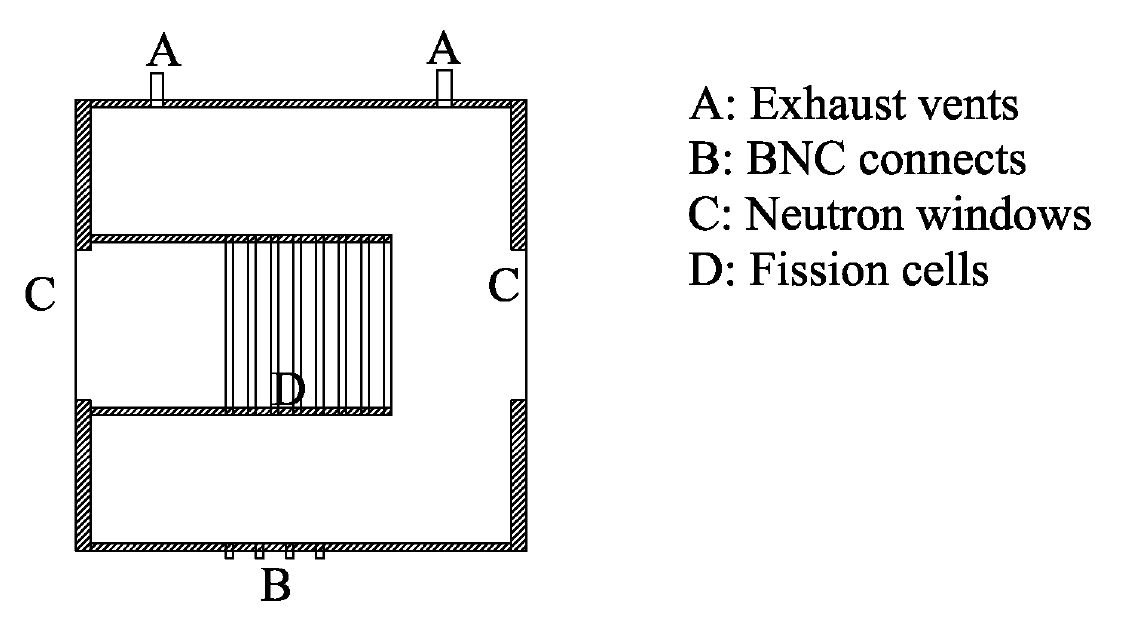 A A
A: Exhaust vents
B: BNC connects
C: Neutron windows
D: Fission cells
C C
D
B